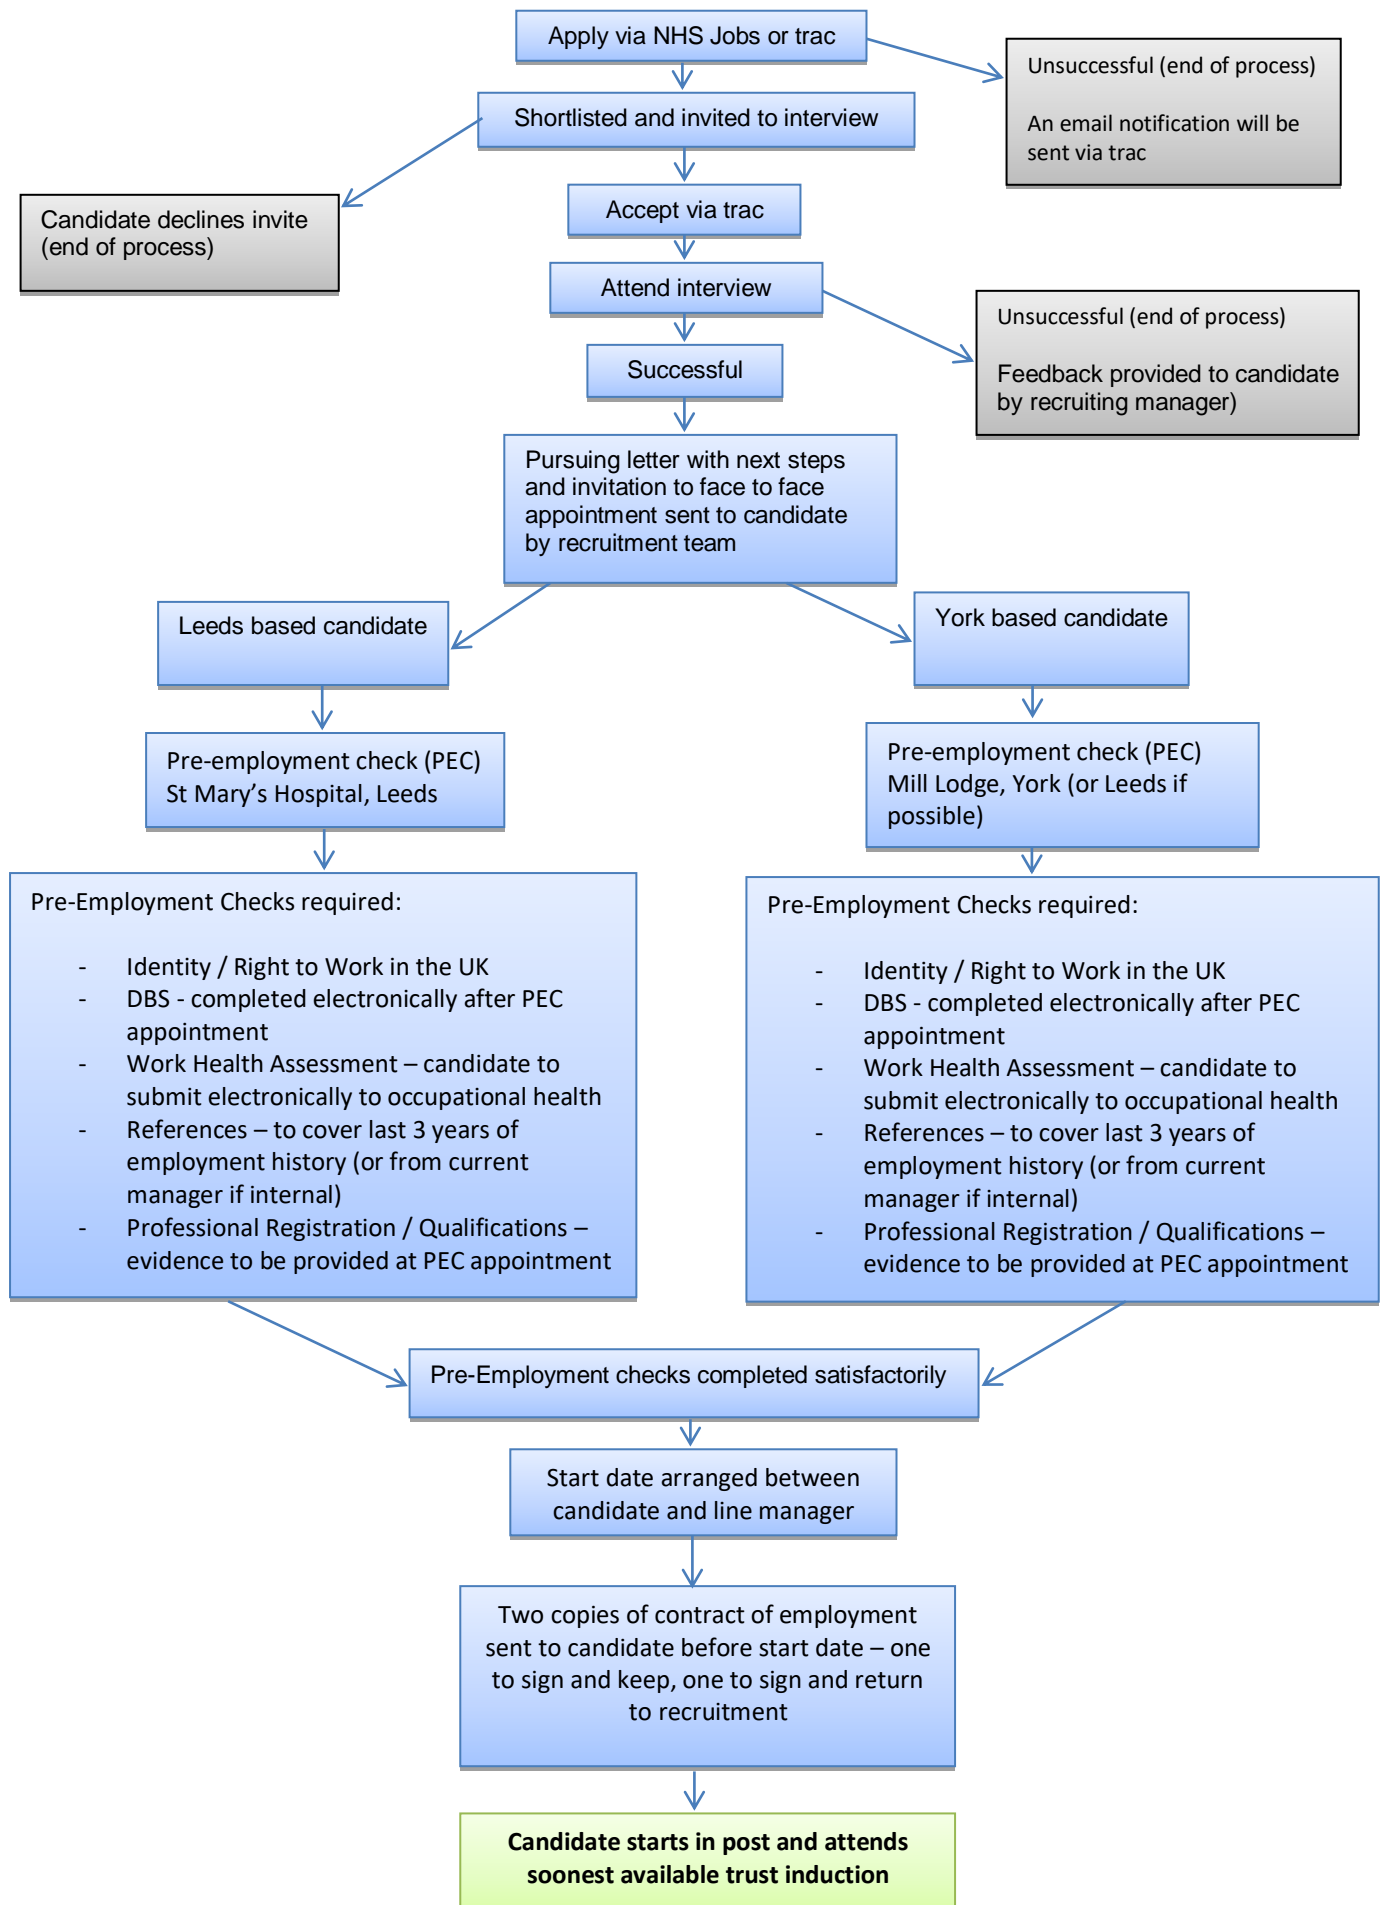 Apply via NHS Jobs or trac
Unsuccessful (end of process)
An email notification will be
sent via trac
Shortlisted and invited to interview
Candidate declines invite
(end of process)
Accept via trac
Attend interview
Unsuccessful (end of process)
Feedback provided to candidate
by recruiting manager)
Successful
Pursuing letter with next steps
and invitation to face to face
appointment sent to candidate
by recruitment team
Leeds based candidate
York based candidate
Pre-employment check (PEC)
St Mary’s Hospital, Leeds
Pre-employment check (PEC)
Mill Lodge, York (or Leeds if
possible)
Pre-Employment Checks required:
- Identity / Right to Work in the UK
- DBS - completed electronically after PEC
appointment
- Work Health Assessment – candidate to
submit electronically to occupational health
- References – to cover last 3 years of
employment history (or from current
manager if internal)
- Professional Registration / Qualifications –
evidence to be provided at PEC appointment
Pre-Employment Checks required:
- Identity / Right to Work in the UK
- DBS - completed electronically after PEC
appointment
- Work Health Assessment – candidate to
submit electronically to occupational health
- References – to cover last 3 years of
employment history (or from current
manager if internal)
- Professional Registration / Qualifications –
evidence to be provided at PEC appointment
Pre-Employment checks completed satisfactorily
Start date arranged between
candidate and line manager
Two copies of contract of employment
sent to candidate before start date – one
to sign and keep, one to sign and return
to recruitment
Candidate starts in post and attends
soonest available trust induction